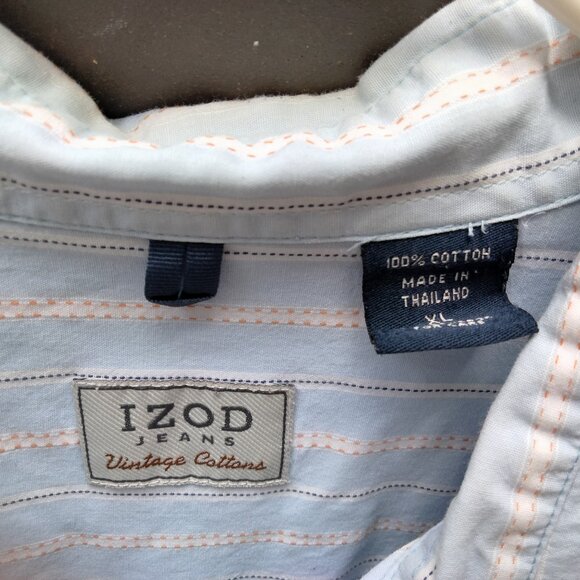 100% COTTON
MADE IN
THAILAND
XL
IZOD
JEANS
Vintage Cottons